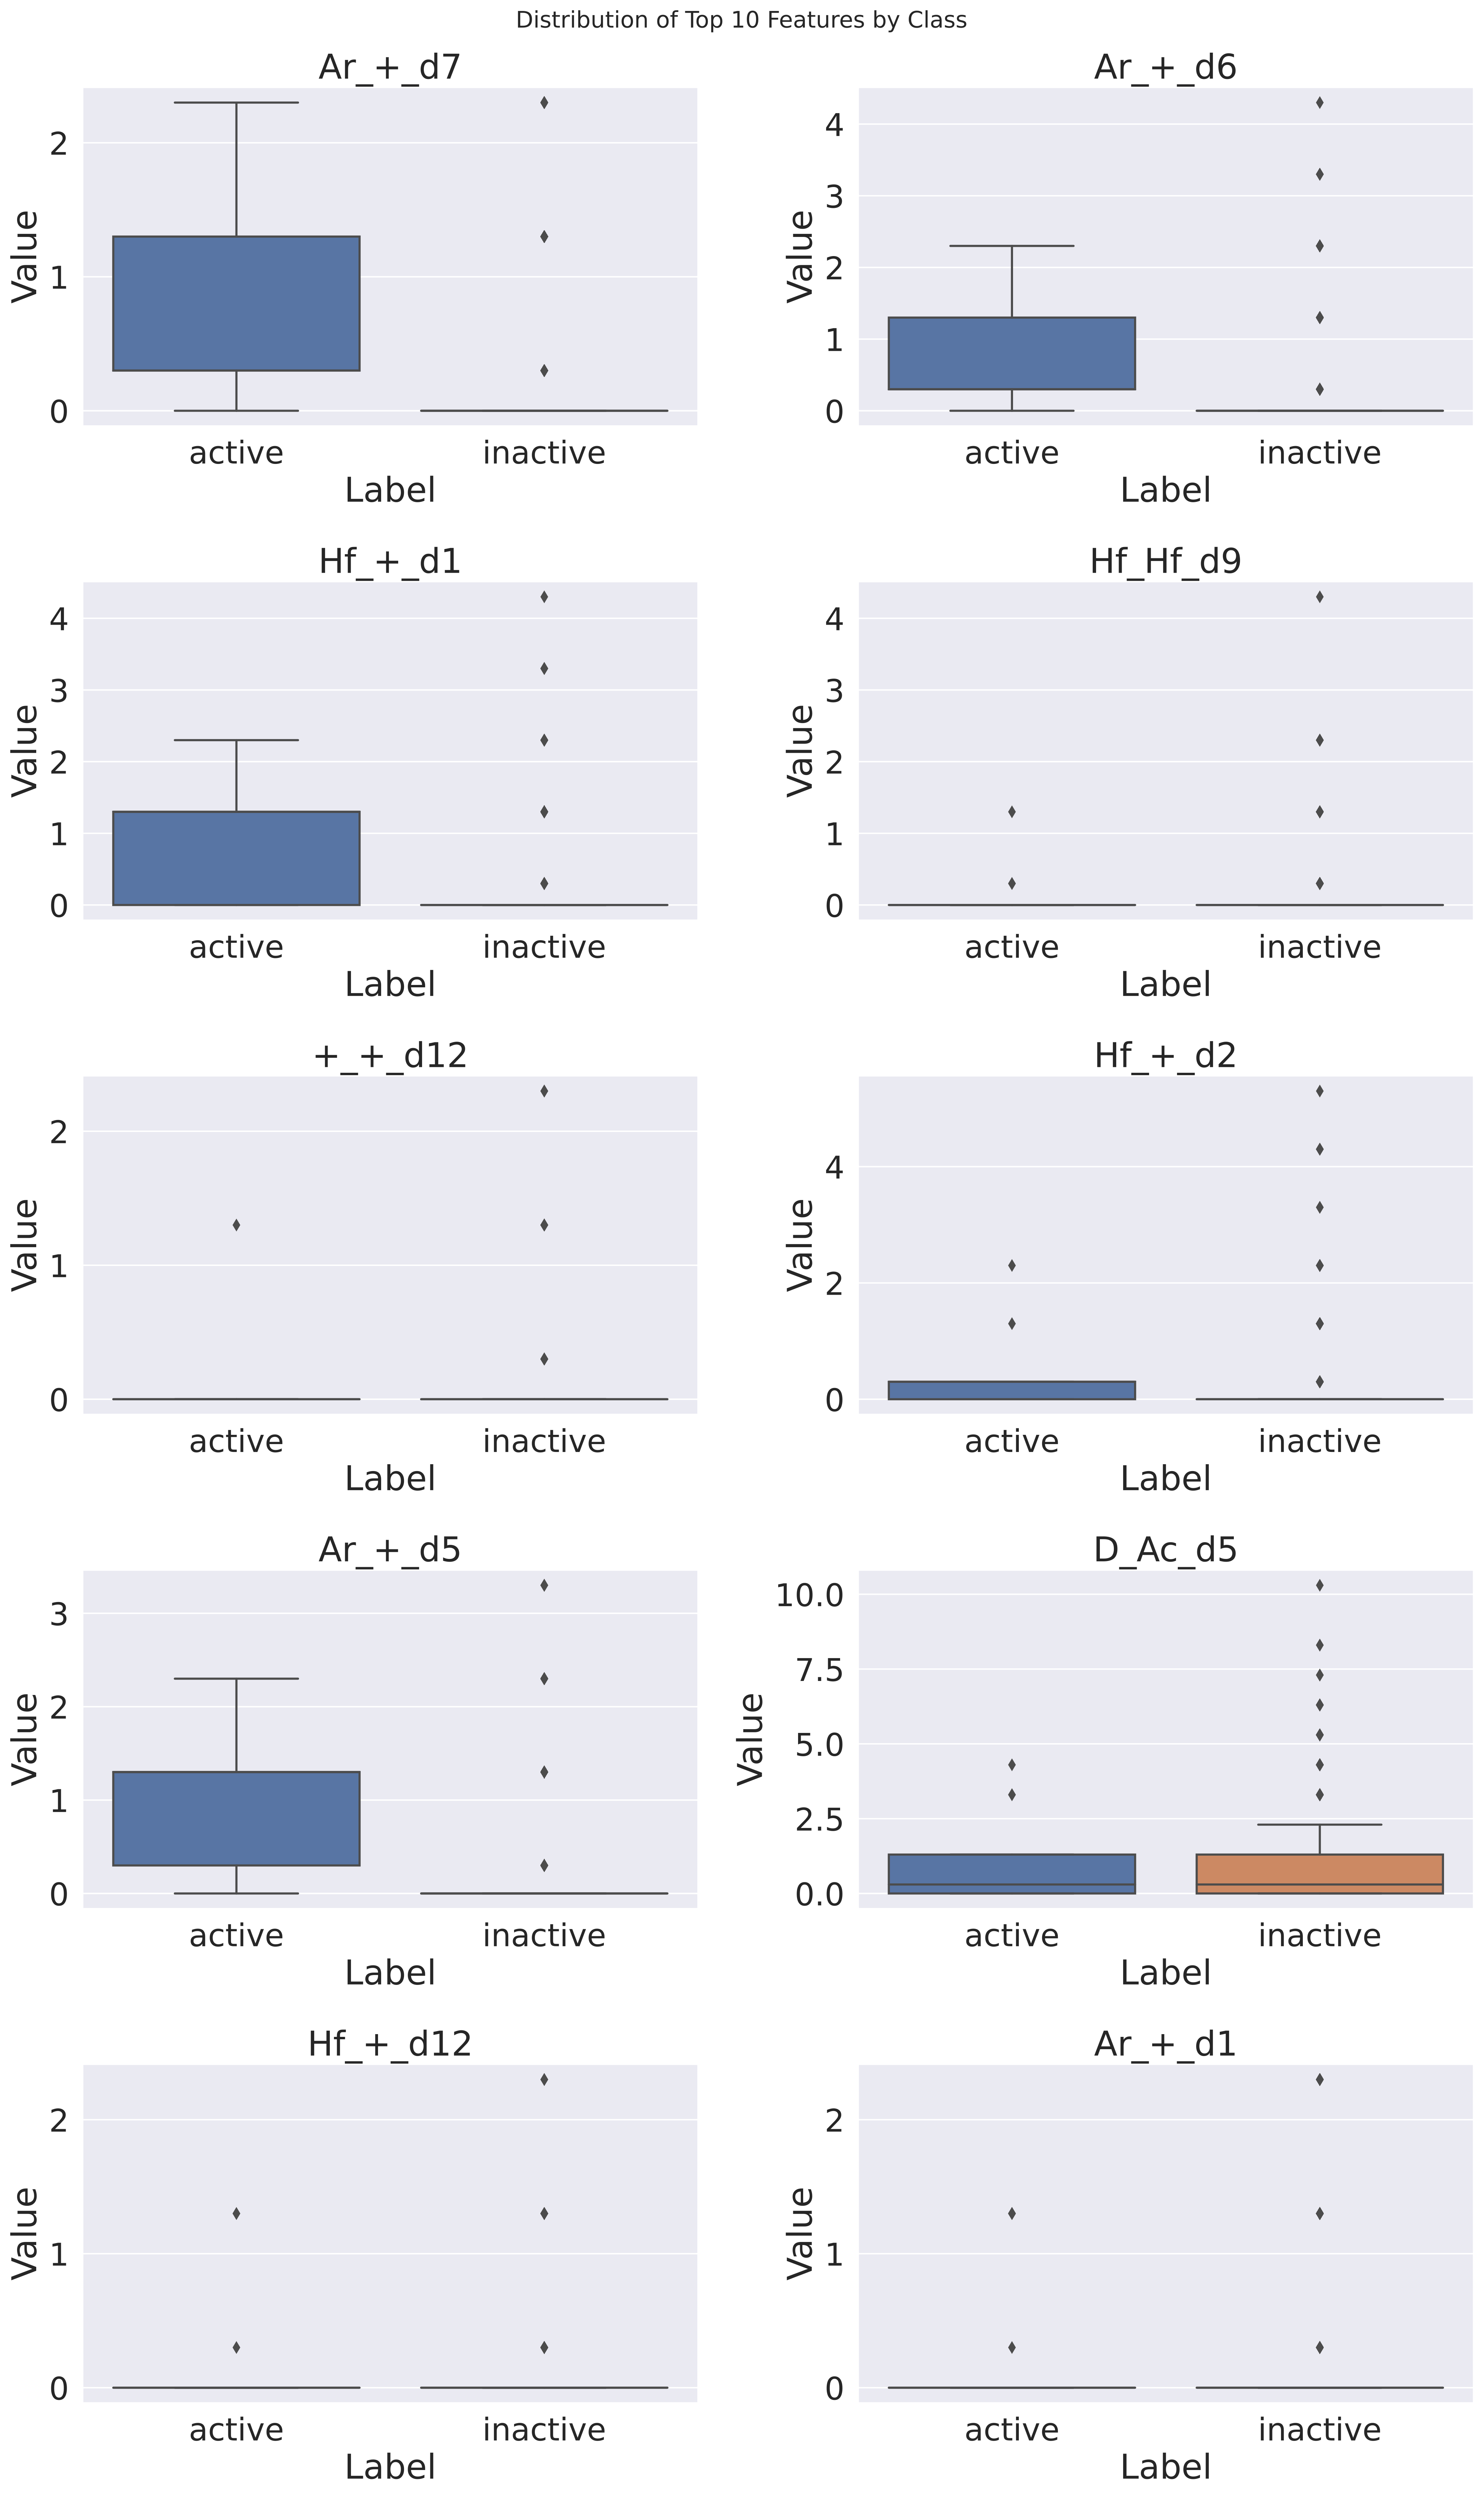 Distribution of Top 10 Features by Class
Ar_+_d7
Value
2
1
0
active inactive
Label
Ar_+_d6
Value
4
3
2
1
0
active inactive
Label
Hf_+_d1
Value
4
3
2
1
0
active inactive
Label
Hf_Hf_d9
Value
4
3
2
1
0
active inactive
Label
+_+_d12
Value
2
1
0
active inactive
Label
Hf_+_d2
Value
4
2
0
active inactive
Label
Ar_+_d5
Value
3
2
1
0
active inactive
Label
D_Ac_d5
Value
10.0
7.5
5.0
2.5
0.0
active inactive
Label
Hf_+_d12
Value
2
1
0
active inactive
Label
Ar_+_d1
Value
2
1
0
active inactive
Label